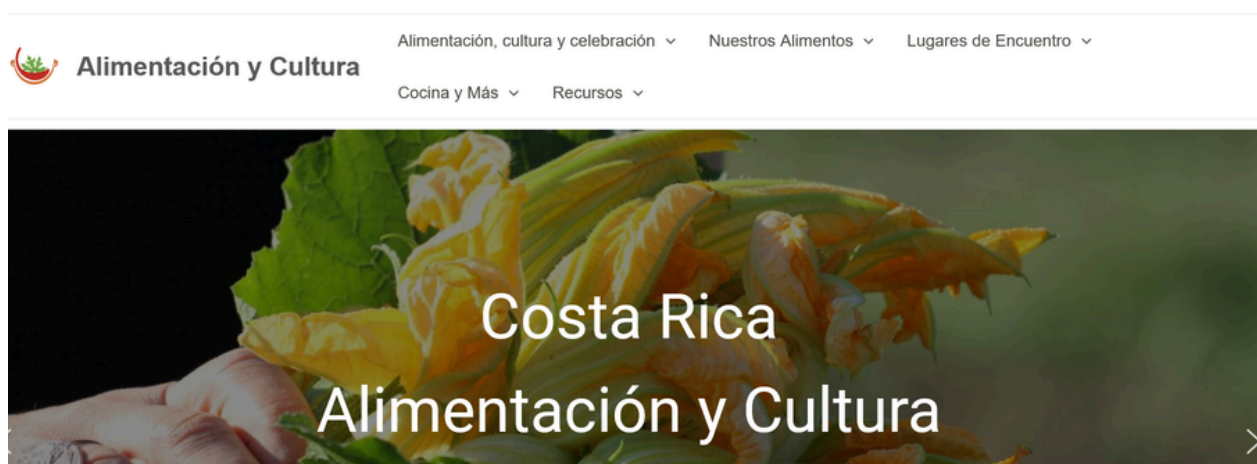 Alimentación y Cultura
Alimentación, cultura y celebración
Nuestros Alimentos
Lugares de Encuentro
Cocina y Más
Recursos
Costa Rica
Alimentación y Cultura